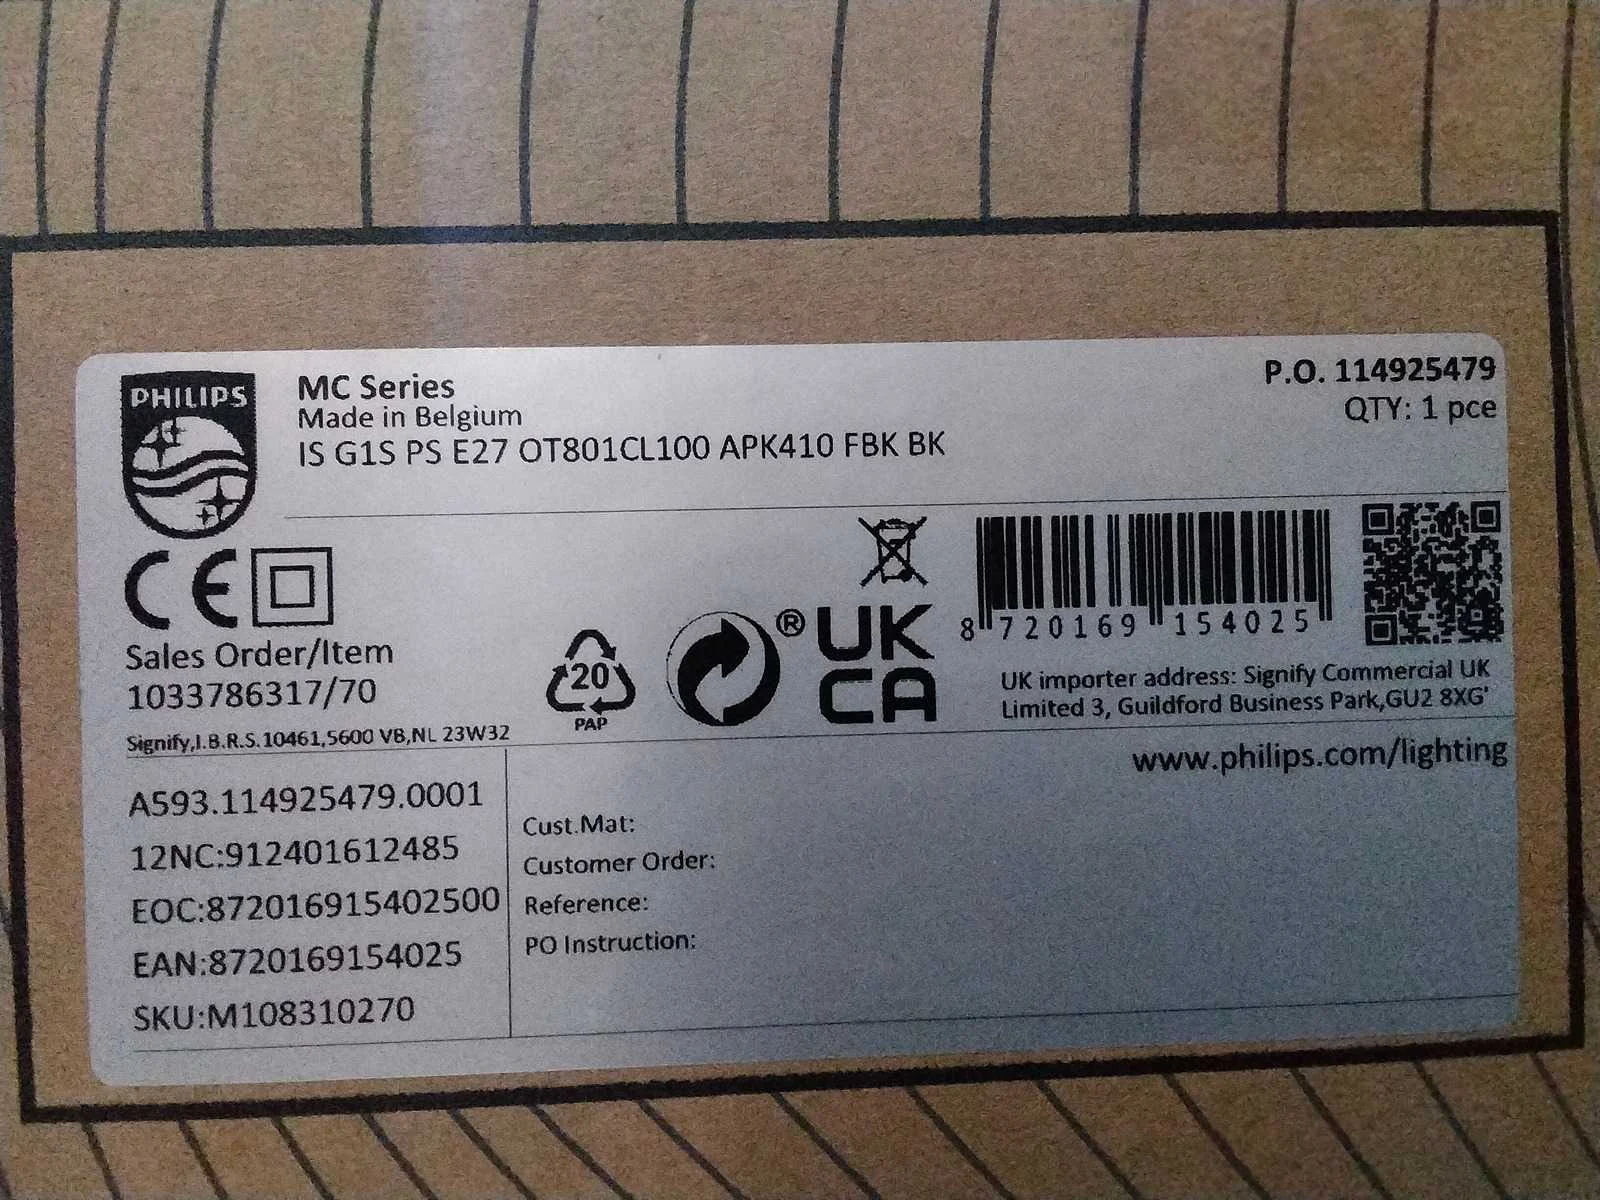 PHILIPS
MC Series
Made in Belgium
IS G1S PS E27 OT801CL100 APK410 FBK BK
P.O. 114925479
QTY: 1 pce
CE
Sales Order/Item
1033786317/70
Signify,I.B.R.S.10461,5600 VB,NL 23W32
20
PAP
®
UK
CA
8 720169 154025
UK importer address: Signify Commercial UK
Limited 3, Guildford Business Park,GU2 8XG'
www.philips.com/lighting
A593.114925479.0001
12NC:912401612485
EOC:872016915402500
EAN:8720169154025
SKU:M108310270
Cust.Mat:
Customer Order:
Reference:
PO Instruction: